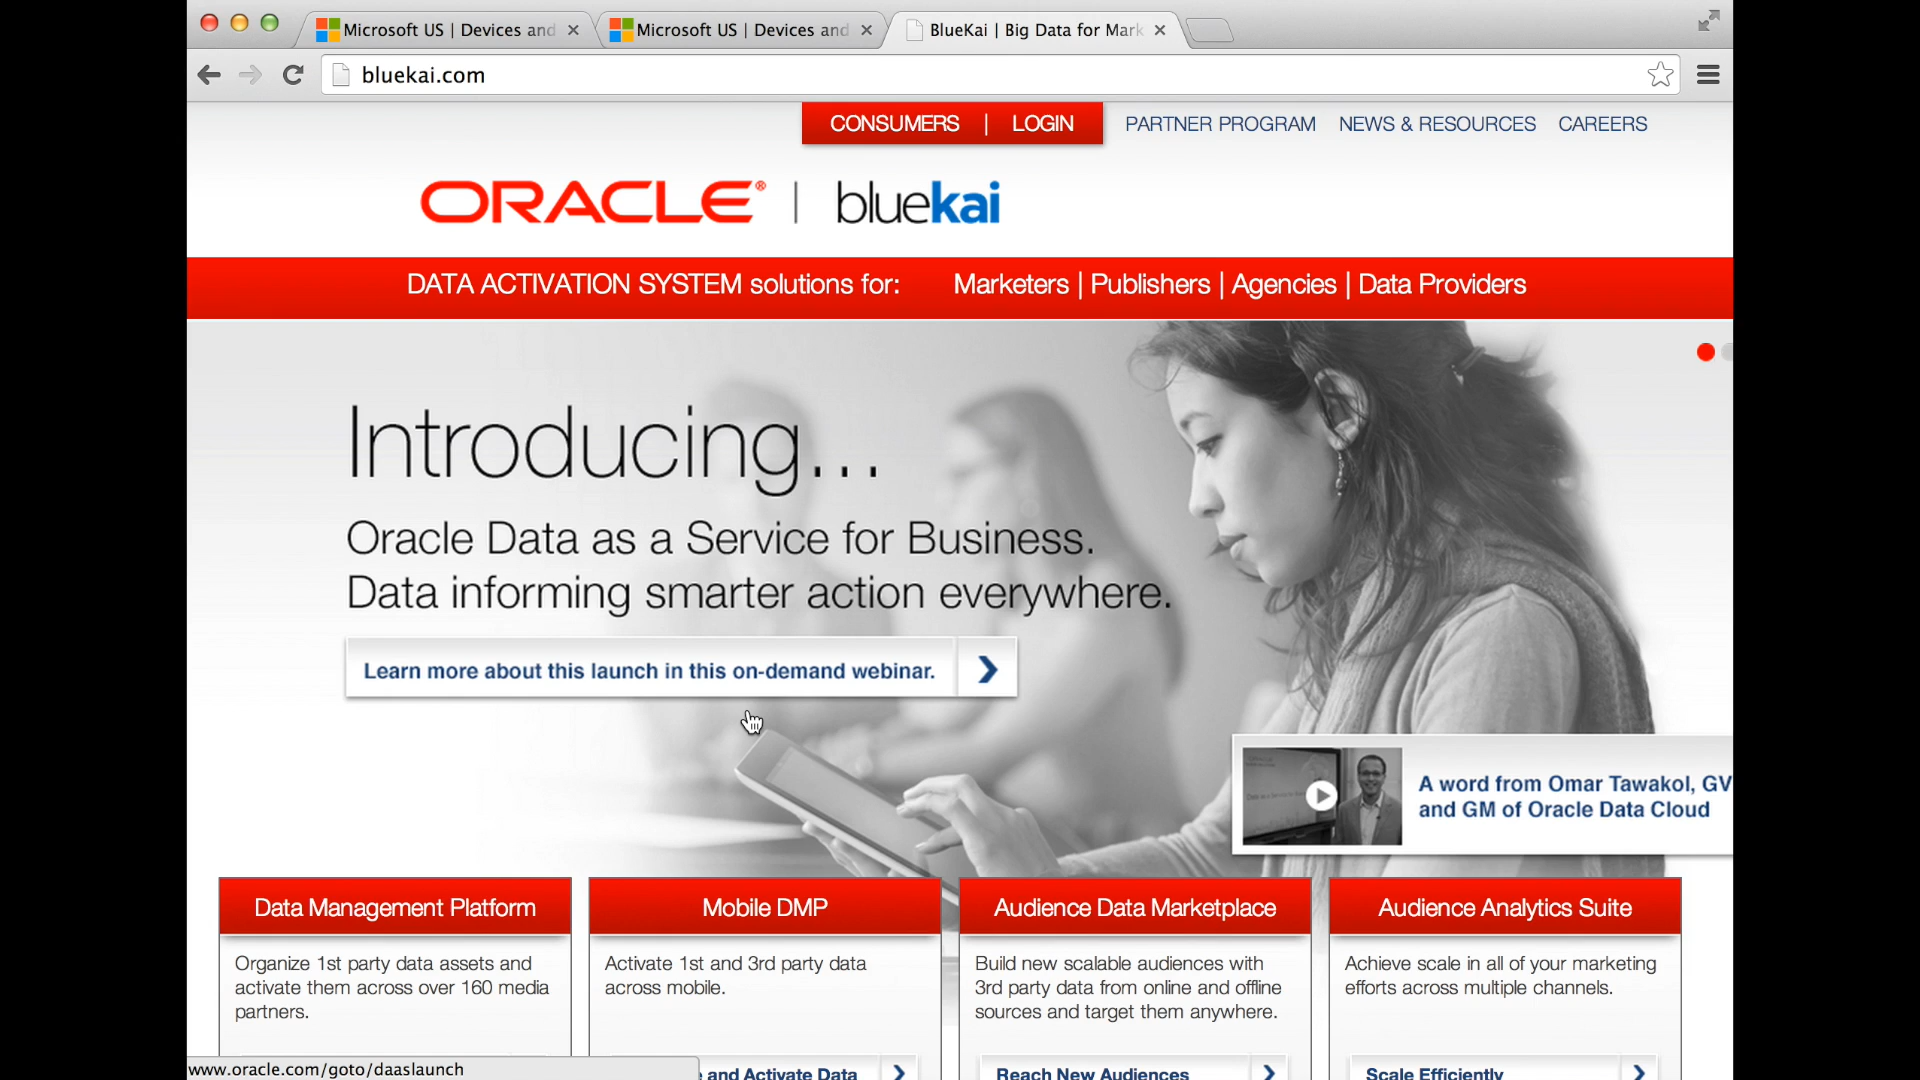 Microsoft US | Devices and
Microsoft US | Devices and
BlueKai | Big Data for Mark
bluekai.com
CONSUMERS | LOGIN
PARTNER PROGRAM
NEWS & RESOURCES
CAREERS
ORACLE® | bluekai
DATA ACTIVATION SYSTEM solutions for: Marketers | Publishers | Agencies | Data Providers
Introducing...
Oracle Data as a Service for Business.
Data informing smarter action everywhere.
Learn more about this launch in this on-demand webinar.
A word from Omar Tawakol, GV
and GM of Oracle Data Cloud
Data Management Platform
Organize 1st party data assets and
activate them across over 160 media
partners.
Mobile DMP
Activate 1st and 3rd party data
across mobile.
and Activate Data
Audience Data Marketplace
Build new scalable audiences with
3rd party data from online and offline
sources and target them anywhere.
Reach New Audiences
Audience Analytics Suite
Achieve scale in all of your marketing
efforts across multiple channels.
Scale Efficiently
www.oracle.com/goto/daaslaunch